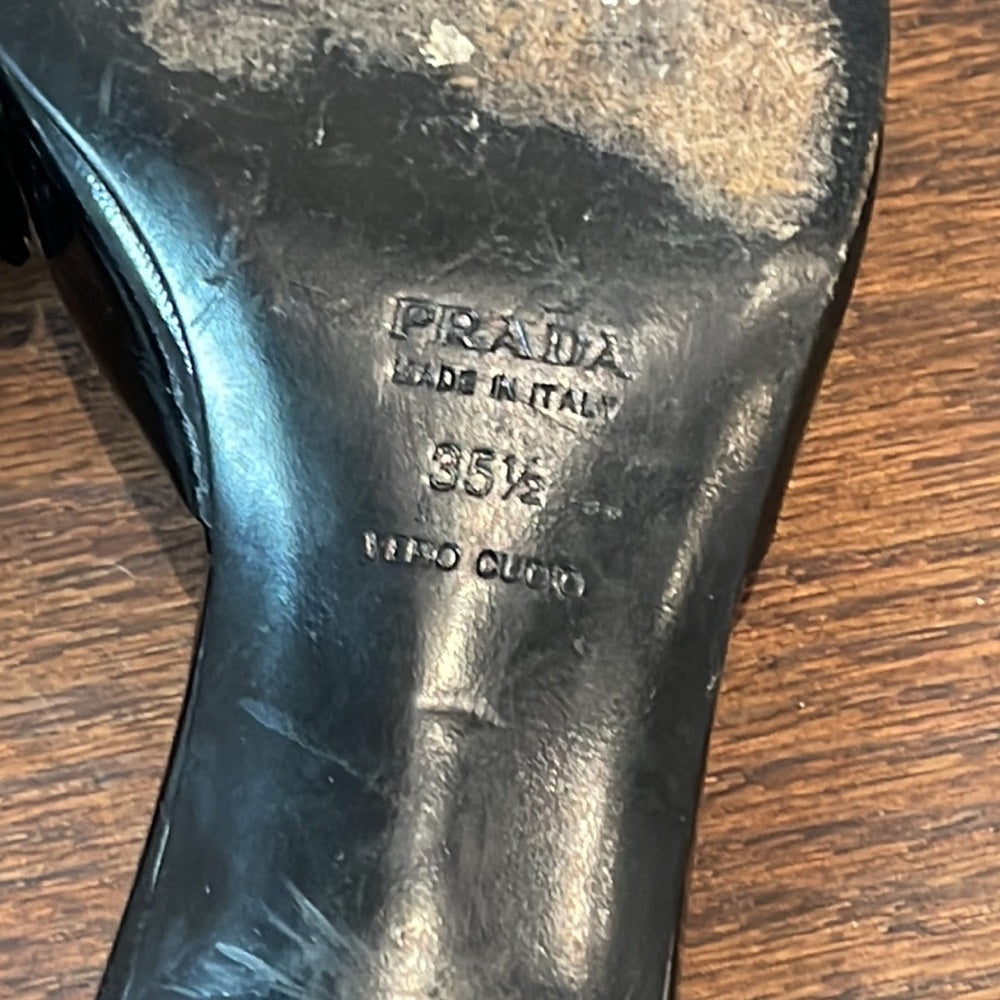 PRADA
MADE IN ITALY
35½
VERO CUOIO